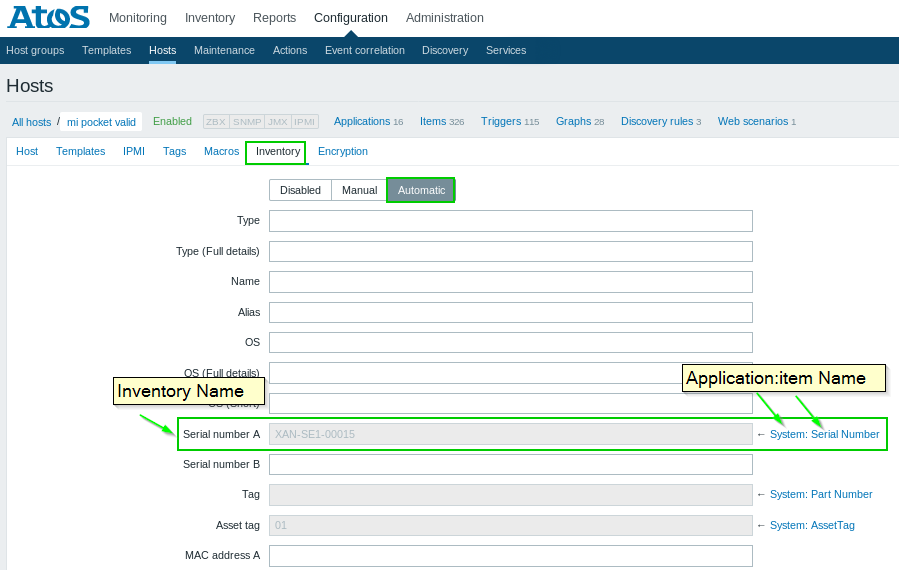 Atos Monitoring Inventory Reports Configuration Administration
Host groups Templates Hosts Maintenance Actions Event correlation Discovery Services
Hosts
All hosts / mi pocket valid Enabled ZBX SNMP JMX IPMI Applications 16 Items 326 Triggers 115 Graphs 28 Discovery rules 3 Web scenarios 1
Host Templates IPMI Tags Macros Inventory Encryption
Disabled Manual Automatic
Type
Type (Full details)
Name
Alias
OS
OS (Full details)
Application:item Name
Inventory Name
OS (Short)
Serial number A XAN-SE1-00015 ← System: Serial Number
Serial number B
Tag ← System: Part Number
Asset tag 01 ← System: AssetTag
MAC address A